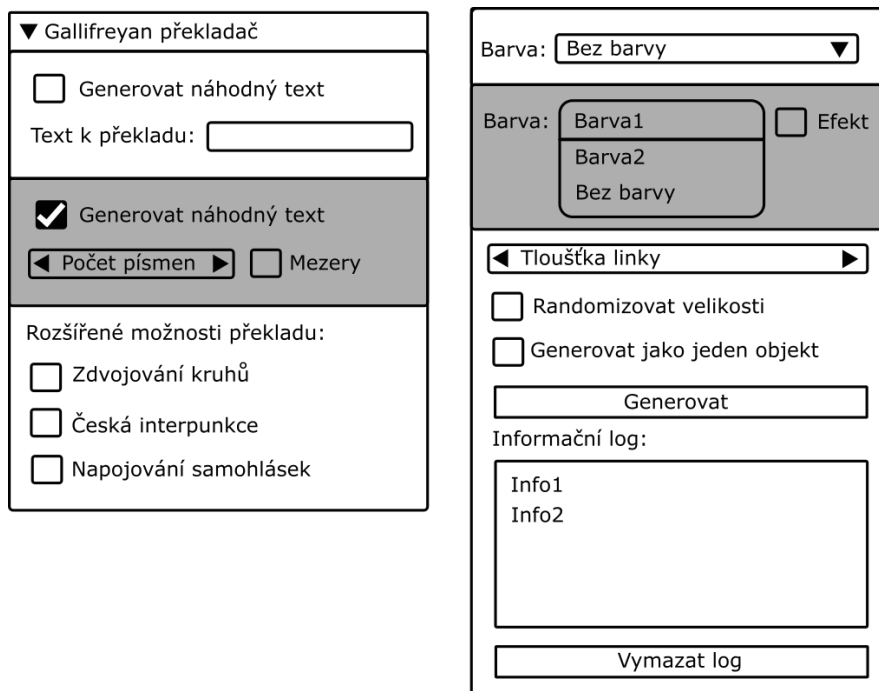 Gallifreyan překladač
Generovat náhodný text
Text k překladu:
Generovat náhodný text
Počet písmen
Mezery
Rozšířené možnosti překladu:
Zdvojování kruhů
Česká interpunkce
Napojování samohlásek
Barva: Bez barvy
Barva: Barva1
Efekt
Barva2
Bez barvy
Tloušťka linky
Randomizovat velikosti
Generovat jako jeden objekt
Generovat
Informační log:
Info1
Info2
Vymazat log